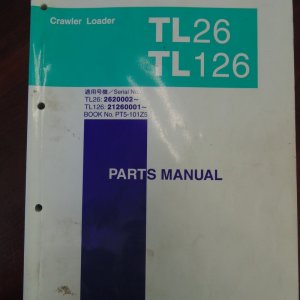 Crawler Loader
TL26
TL126
適用号機／Serial No.
TL26: 2620002～
TL126: 21260001～
BOOK No. PT5-101Z5
PARTS MANUAL